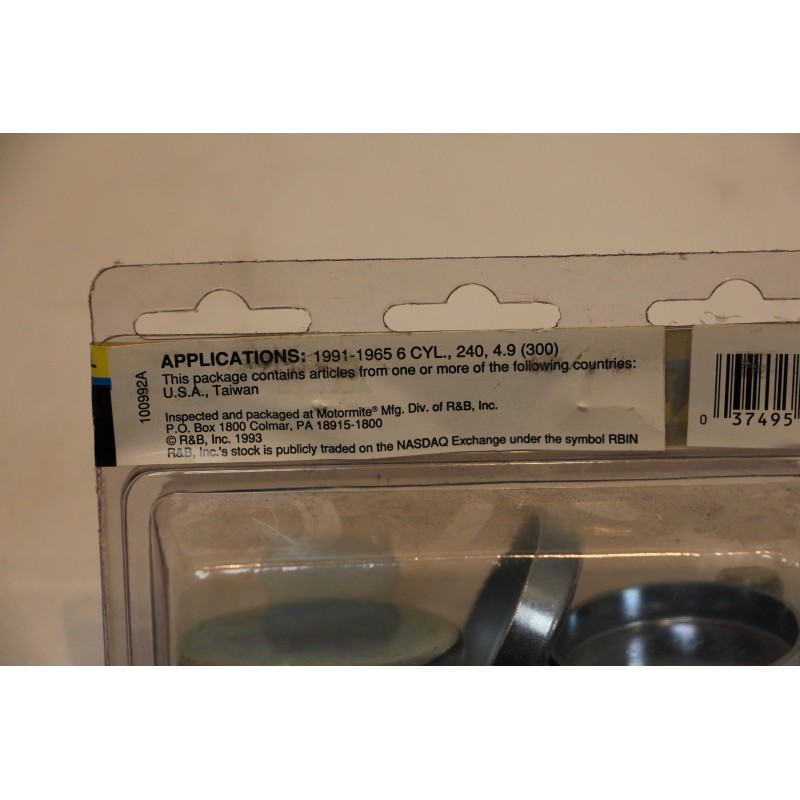 APPLICATIONS: 1991-1965 6 CYL., 240, 4.9 (300)
This package contains articles from one or more of the following countries:
U.S.A., Taiwan
Inspected and packaged at Motormite® Mfg. Div. of R&B, Inc.
P.O. Box 1800 Colmar, PA 18915-1800
© R&B, Inc. 1993
R&B, Inc.'s stock is publicly traded on the NASDAQ Exchange under the symbol RBIN
100992A
0 37495